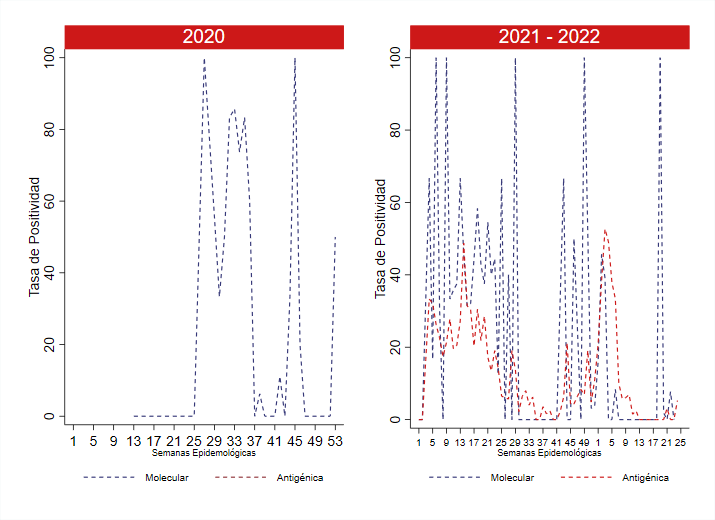 2020
Tasa de Positividad
0 20 40 60 80 100
1 5 9 13 17 21 25 29 33 37 41 45 49 53
Semanas Epidemológicas
Molecular Antigénica
2021 - 2022
Tasa de Positividad
0 20 40 60 80 100
1 5 9 13 17 21 25 29 33 37 41 45 49 1 5 9 13 17 21 25
Semanas Epidemológicas
Molecular Antigénica